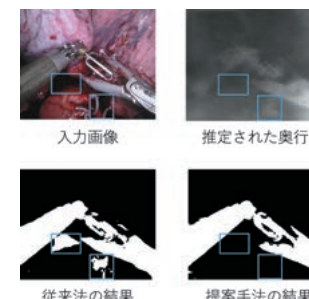 入力画像
推定された奥行
従来法の結果
提案手法の結果